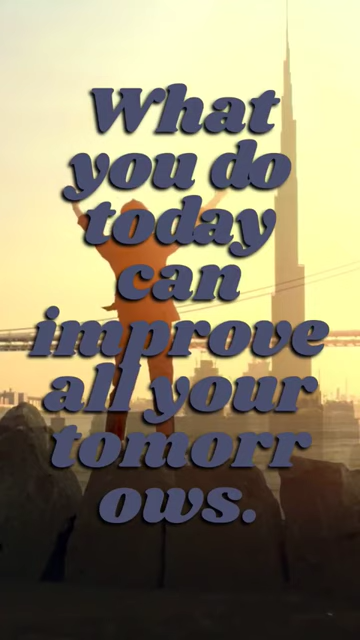 What
you do
today
can
improve
all your
tomorr
ows.